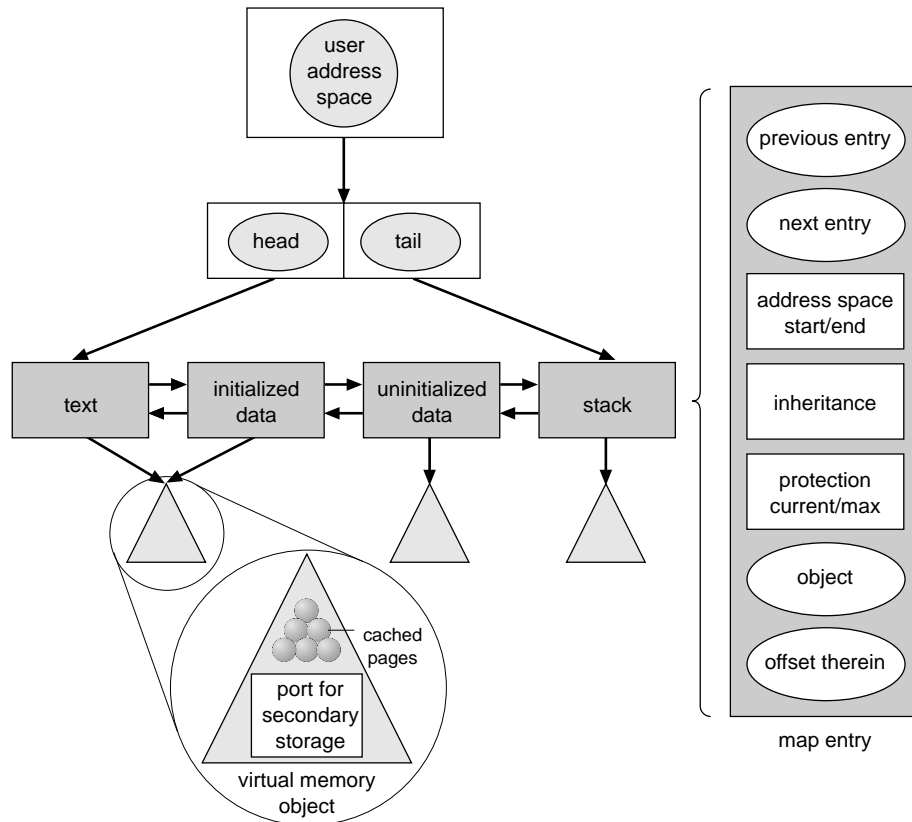 user
address
space
head
tail
text
initialized
data
uninitialized
data
stack
cached
pages
port for
secondary
storage
virtual memory
object
previous entry
next entry
address space
start/end
inheritance
protection
current/max
object
offset therein
map entry